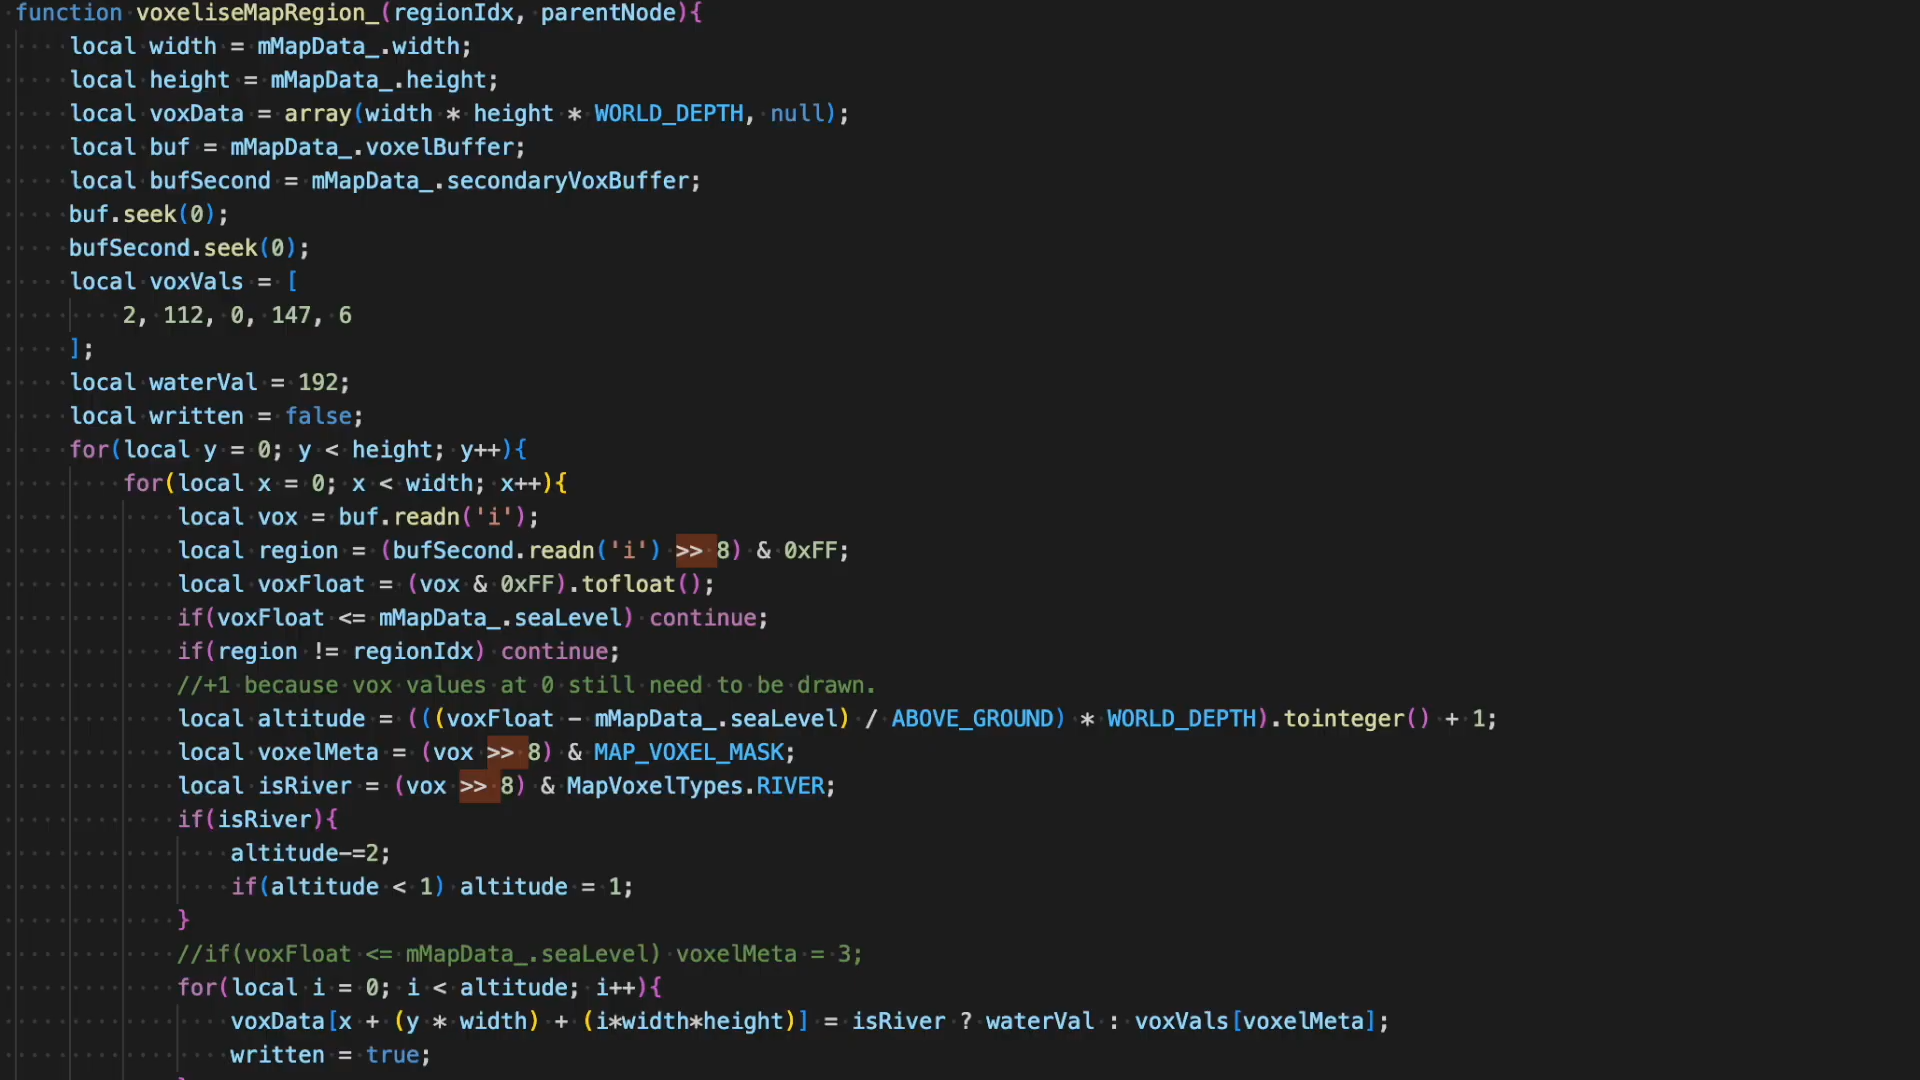 function voxeliseMapRegion_(regionIdx, parentNode){
    local width = mMapData_.width;
    local height = mMapData_.height;
    local voxData = array(width * height * WORLD_DEPTH, null);
    local buf = mMapData_.voxelBuffer;
    local bufSecond = mMapData_.secondaryVoxBuffer;
    buf.seek(0);
    bufSecond.seek(0);
    local voxVals = [
        2, 112, 0, 147, 6
    ];
    local waterVal = 192;
    local written = false;
    for(local y = 0; y < height; y++){
        for(local x = 0; x < width; x++){
            local vox = buf.readn('i');
            local region = (bufSecond.readn('i') >> 8) & 0xFF;
            local voxFloat = (vox & 0xFF).tofloat();
            if(voxFloat <= mMapData_.seaLevel) continue;
            if(region != regionIdx) continue;
            //+1 because vox values at 0 still need to be drawn.
            local altitude = (((voxFloat - mMapData_.seaLevel) / ABOVE_GROUND) * WORLD_DEPTH).tointeger() + 1;
            local voxelMeta = (vox >> 8) & MAP_VOXEL_MASK;
            local isRiver = (vox >> 8) & MapVoxelTypes.RIVER;
            if(isRiver){
                altitude-=2;
                if(altitude < 1) altitude = 1;
            }
            //if(voxFloat <= mMapData_.seaLevel) voxelMeta = 3;
            for(local i = 0; i < altitude; i++){
                voxData[x + (y * width) + (i*width*height)] = isRiver ? waterVal : voxVals[voxelMeta];
                written = true;